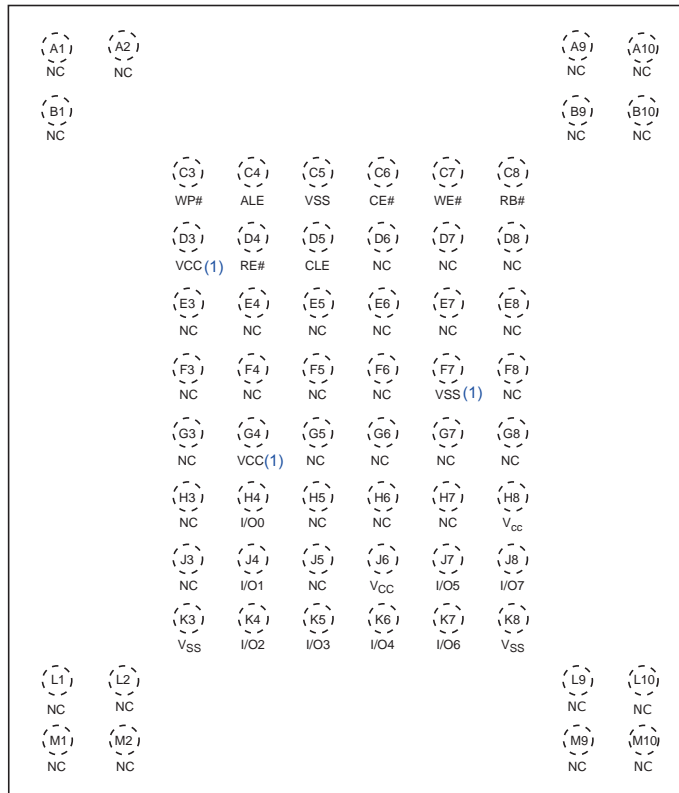 A1 A2 A9 A10
NC NC NC NC
B1 B9 B10
NC NC NC
C3 C4 C5 C6 C7 C8
WP# ALE VSS CE# WE# RB#
D3 D4 D5 D6 D7 D8
VCC (1) RE# CLE NC NC NC
E3 E4 E5 E6 E7 E8
NC NC NC NC NC NC
F3 F4 F5 F6 F7 F8
NC NC NC NC VSS (1) NC
G3 G4 G5 G6 G7 G8
NC VCC(1) NC NC NC NC
H3 H4 H5 H6 H7 H8
NC I/O0 NC NC NC Vcc
J3 J4 J5 J6 J7 J8
NC I/O1 NC VCC I/O5 I/O7
K3 K4 K5 K6 K7 K8
VSS I/O2 I/O3 I/O4 I/O6 VSS
L1 L2 L9 L10
NC NC NC NC
M1 M2 M9 M10
NC NC NC NC